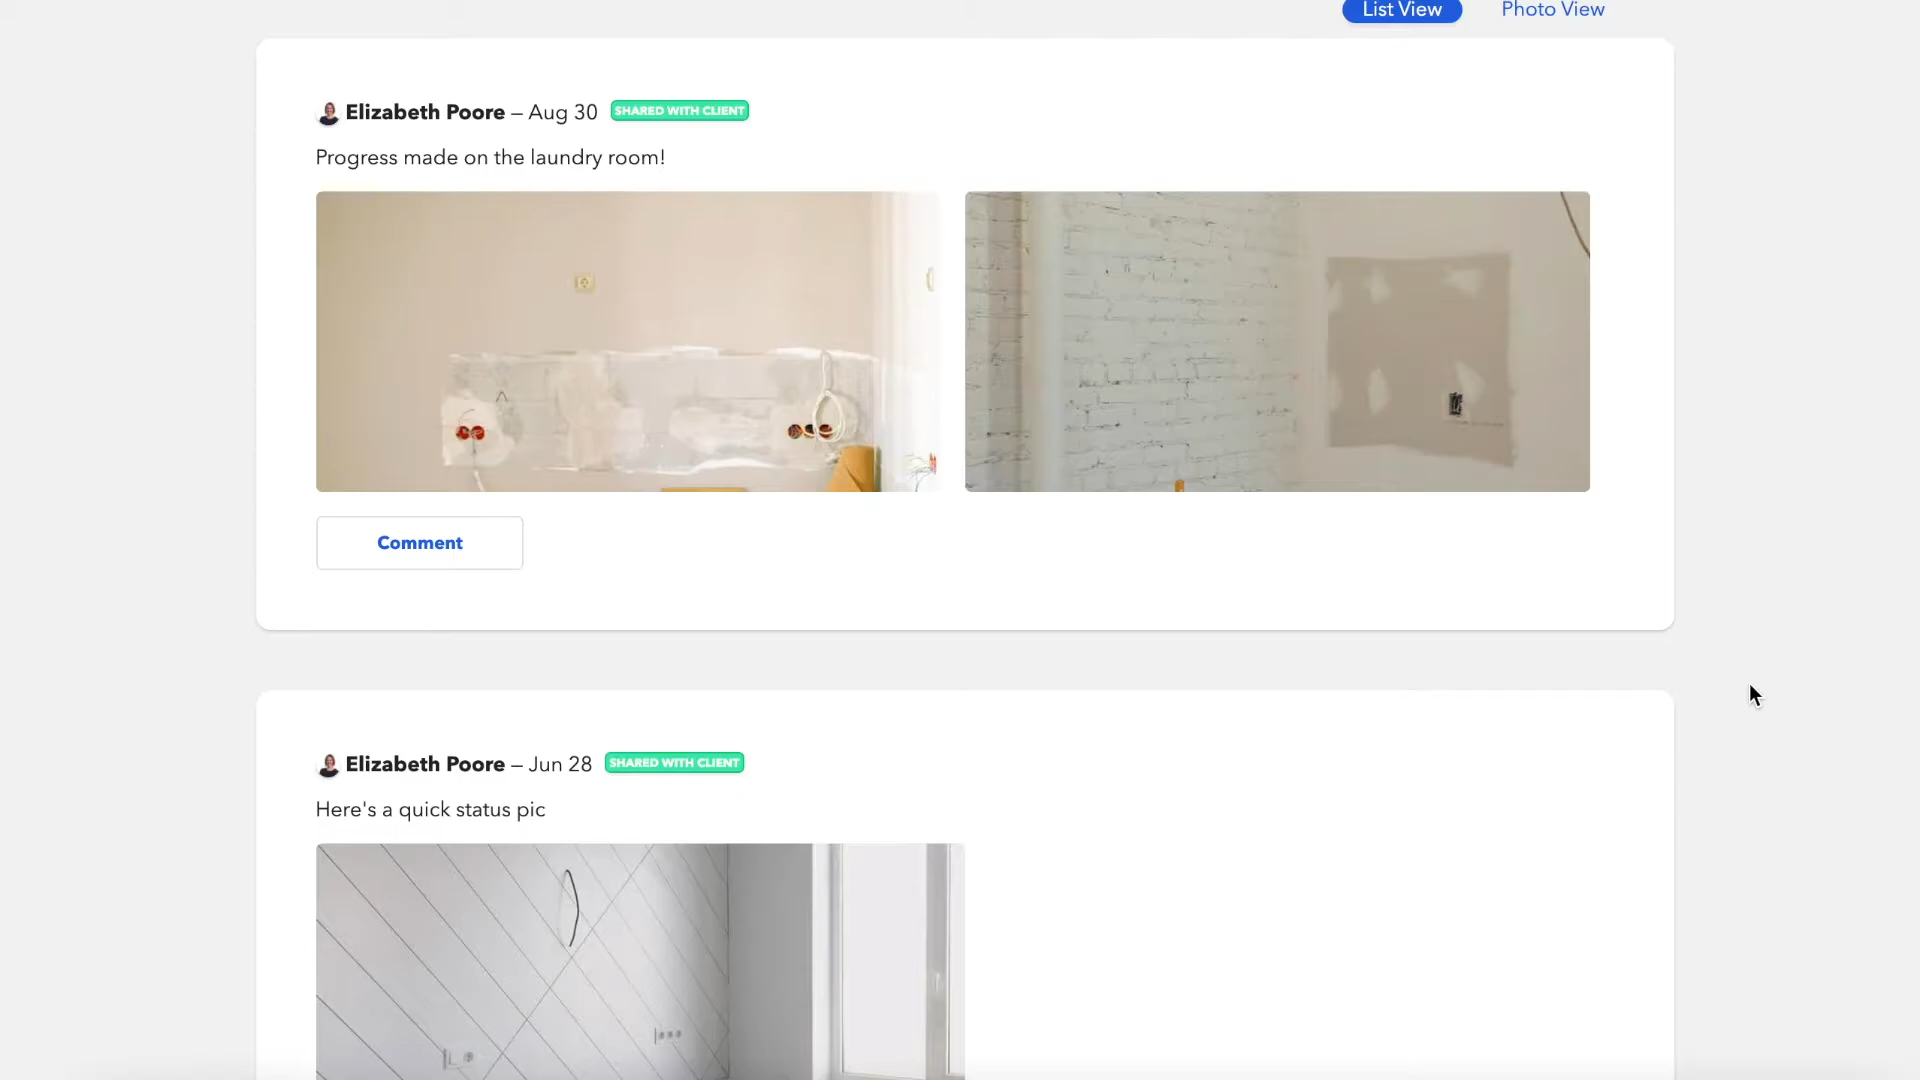 List View
Photo View
Elizabeth Poore – Aug 30 SHARED WITH CLIENT
Progress made on the laundry room!
Comment
Elizabeth Poore – Jun 28 SHARED WITH CLIENT
Here's a quick status pic